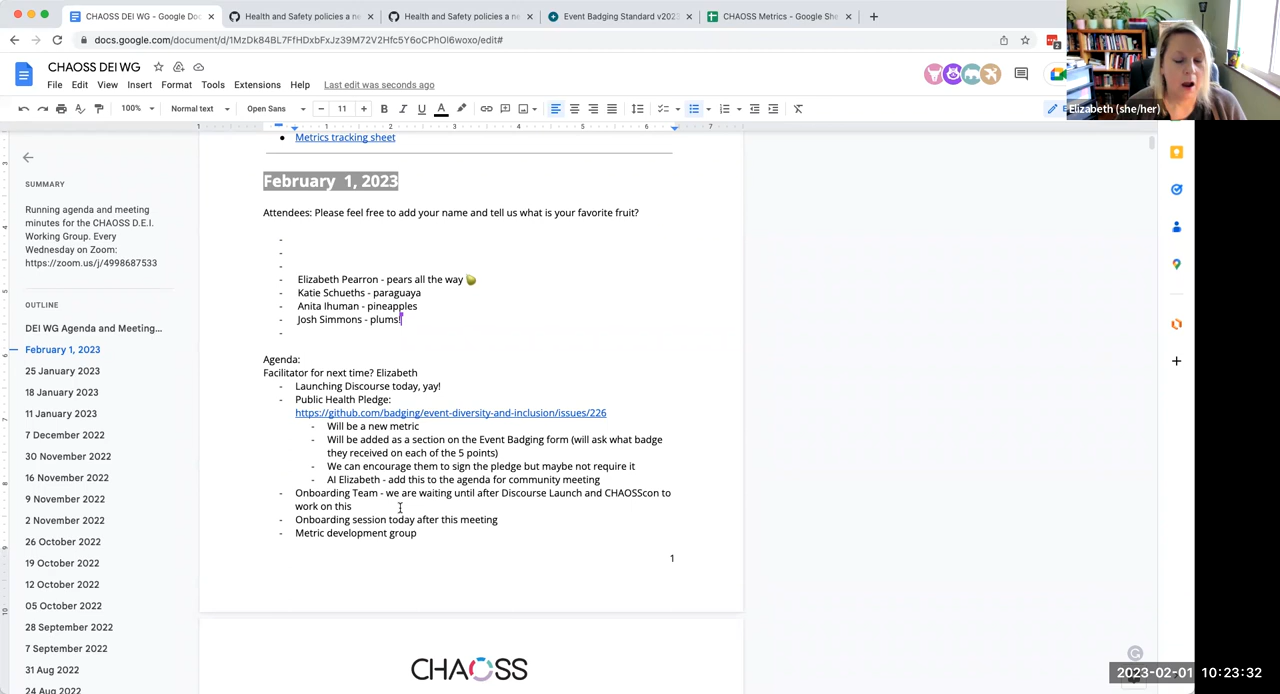 CHAOSS DEI WG - Google Doc
Health and Safety policies a ne
Health and Safety policies a ne
Event Badging Standard v2023
CHAOSS Metrics - Google She
docs.google.com/document/d/1MzDk84BL7FfHDxbFxJz39M72V2Hfc5Y6oCPhOl6woxo/edit#
CHAOSS DEI WG
File Edit View Insert Format Tools Extensions Help Last edit was seconds ago
100% Normal text Open Sans 11
Elizabeth (she/her)
SUMMARY
Running agenda and meeting
minutes for the CHAOSS D.E.I.
Working Group. Every
Wednesday on Zoom:
https://zoom.us/j/4998687533
OUTLINE
DEI WG Agenda and Meeting...
February 1, 2023
25 January 2023
18 January 2023
11 January 2023
7 December 2022
30 November 2022
16 November 2022
9 November 2022
2 November 2022
26 October 2022
19 October 2022
12 October 2022
05 October 2022
28 September 2022
7 September 2022
31 Aug 2022
24 Aug 2022
Metrics tracking sheet
February 1, 2023
Attendees: Please feel free to add your name and tell us what is your favorite fruit?
-
-
-
- Elizabeth Pearron - pears all the way 🍐
- Katie Schueths - paraguaya
- Anita Ihuman - pineapples
- Josh Simmons - plums!
-
Agenda:
Facilitator for next time? Elizabeth
- Launching Discourse today, yay!
- Public Health Pledge:
https://github.com/badging/event-diversity-and-inclusion/issues/226
- Will be a new metric
- Will be added as a section on the Event Badging form (will ask what badge
they received on each of the 5 points)
- We can encourage them to sign the pledge but maybe not require it
- AI Elizabeth - add this to the agenda for community meeting
- Onboarding Team - we are waiting until after Discourse Launch and CHAOSScon to
work on this
- Onboarding session today after this meeting
- Metric development group
1
CHAOSS
2023-02-01 10:23:32